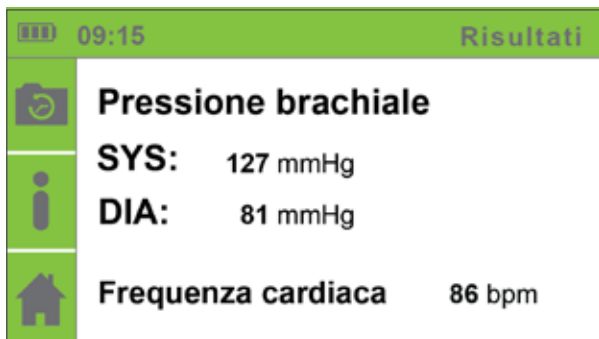 09:15 Risultati
Pressione brachiale
SYS: 127 mmHg
DIA: 81 mmHg
Frequenza cardiaca 86 bpm